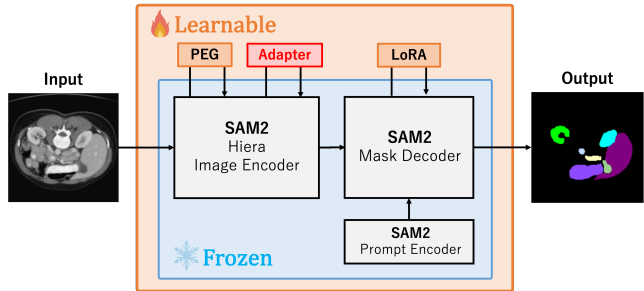 Learnable
PEG
Adapter
LoRA
Input
Output
SAM2
Hiera
Image Encoder
SAM2
Mask Decoder
SAM2
Prompt Encoder
Frozen